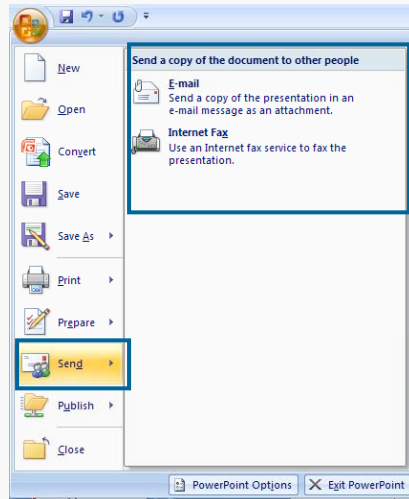 New
Open
Convert
Save
Save As
Print
Prepare
Send
Publish
Close
Send a copy of the document to other people
E-mail
Send a copy of the presentation in an
e-mail message as an attachment.
Internet Fax
Use an Internet fax service to fax the
presentation.
PowerPoint Options
Exit PowerPoint